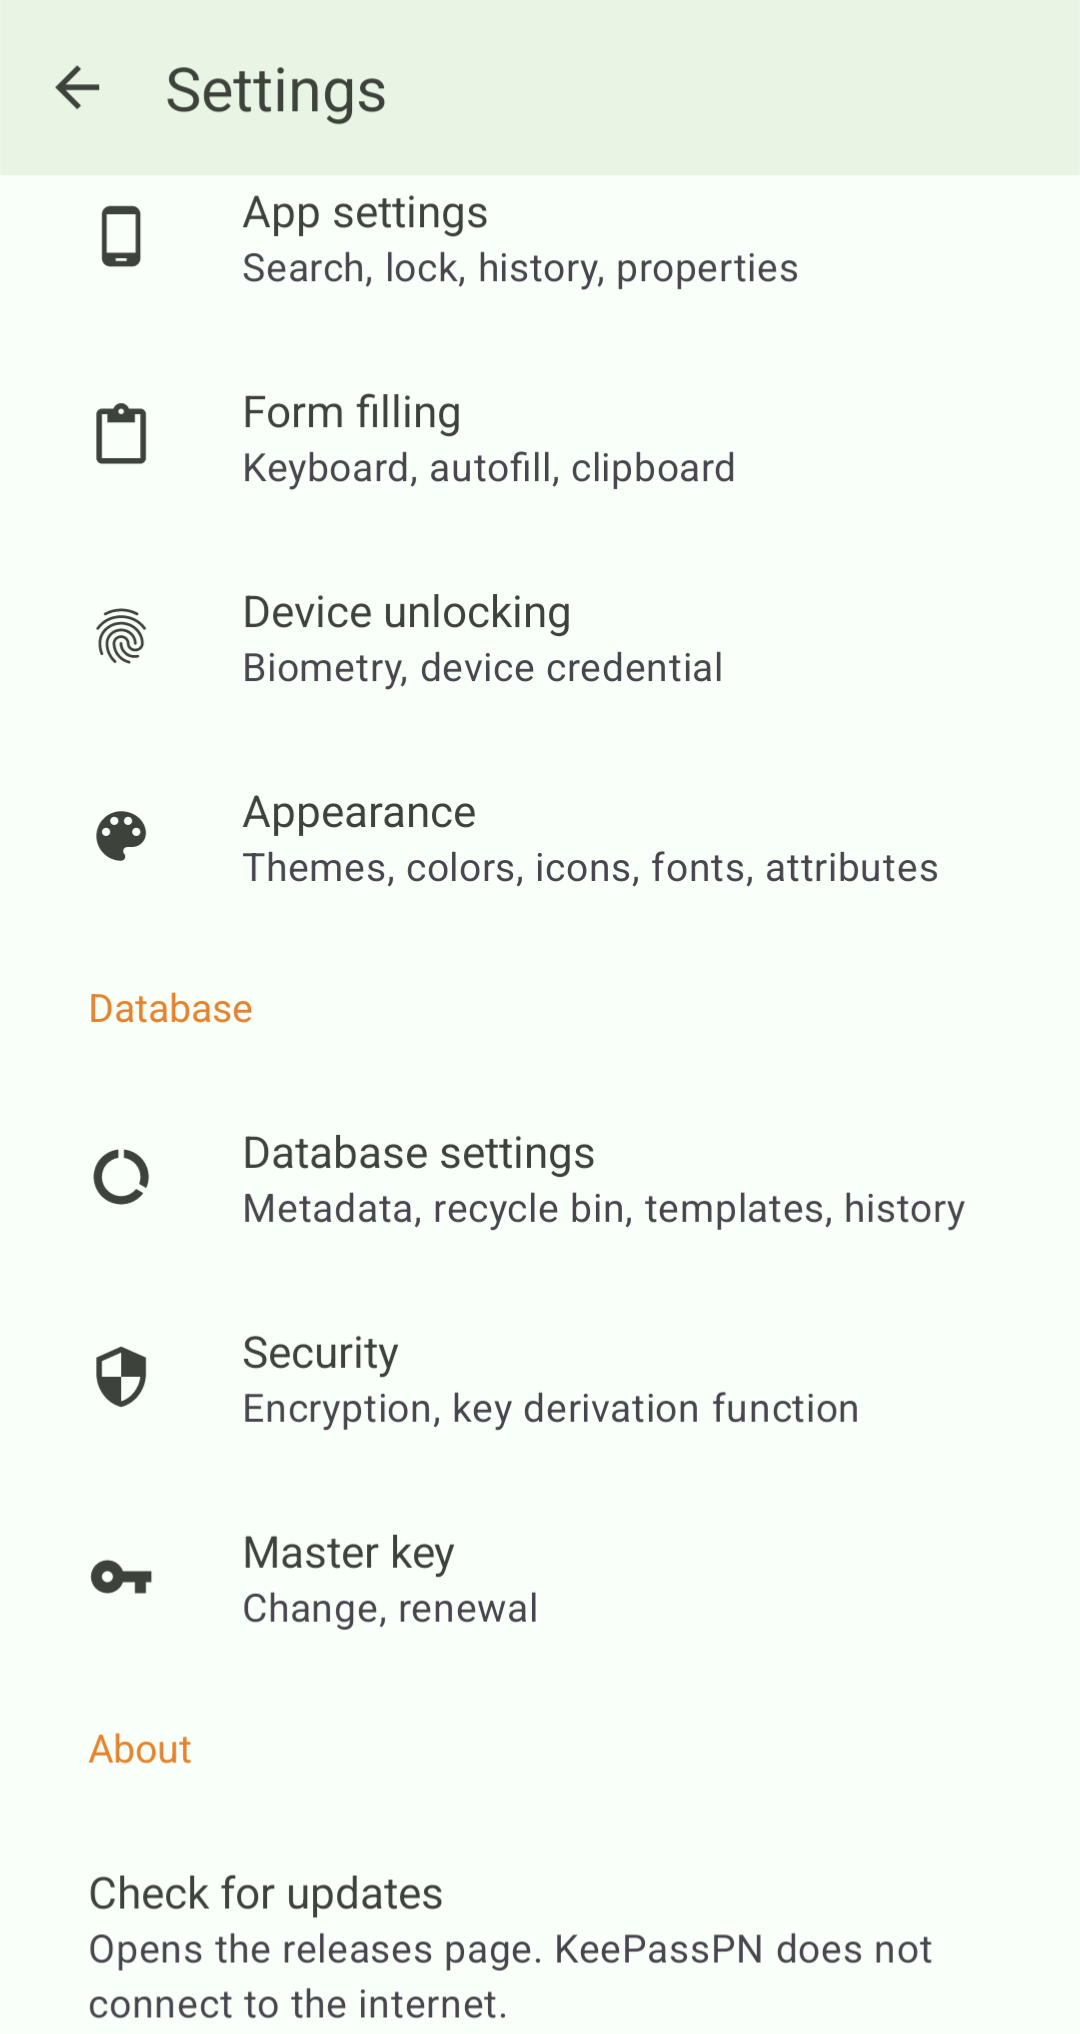 Settings
App settings
Search, lock, history, properties
Form filling
Keyboard, autofill, clipboard
Device unlocking
Biometry, device credential
Appearance
Themes, colors, icons, fonts, attributes
Database
Database settings
Metadata, recycle bin, templates, history
Security
Encryption, key derivation function
Master key
Change, renewal
About
Check for updates
Opens the releases page. KeePassPN does not
connect to the internet.